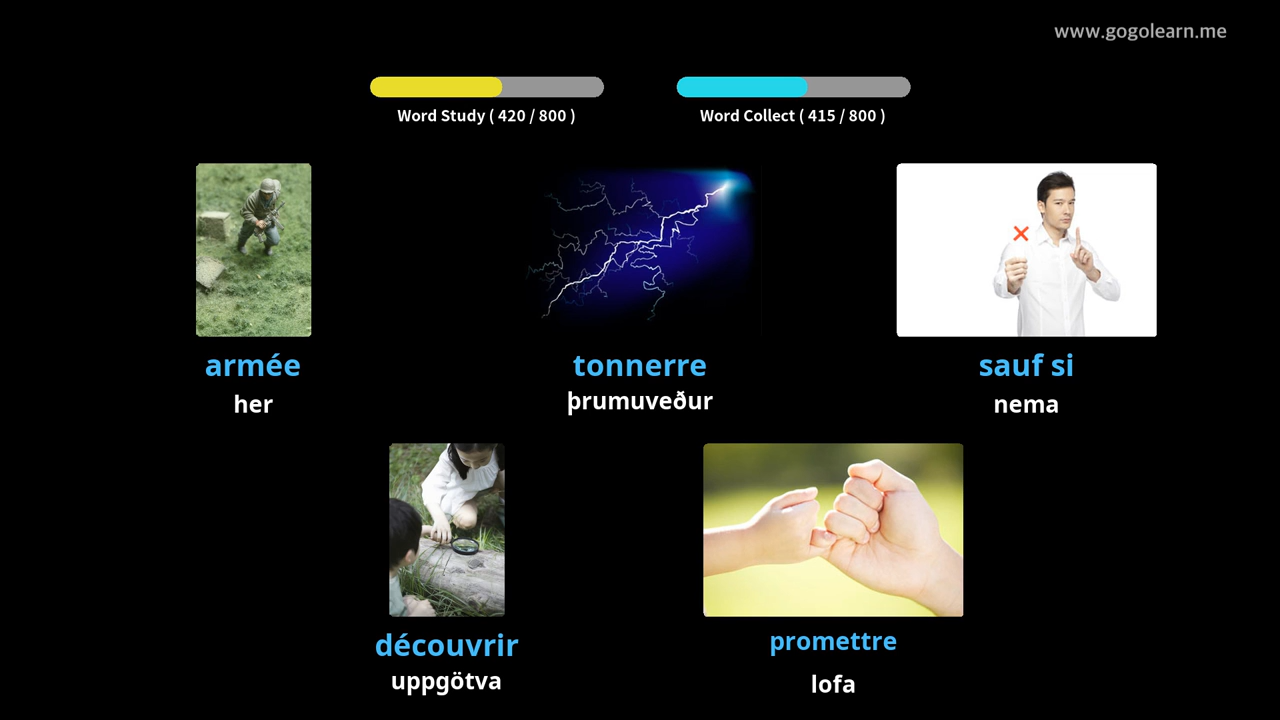 www.gogolearn.me
Word Study ( 420 / 800 )
Word Collect ( 415 / 800 )
armée
her
tonnerre
þrumuveður
sauf si
nema
découvrir
uppgötva
promettre
lofa